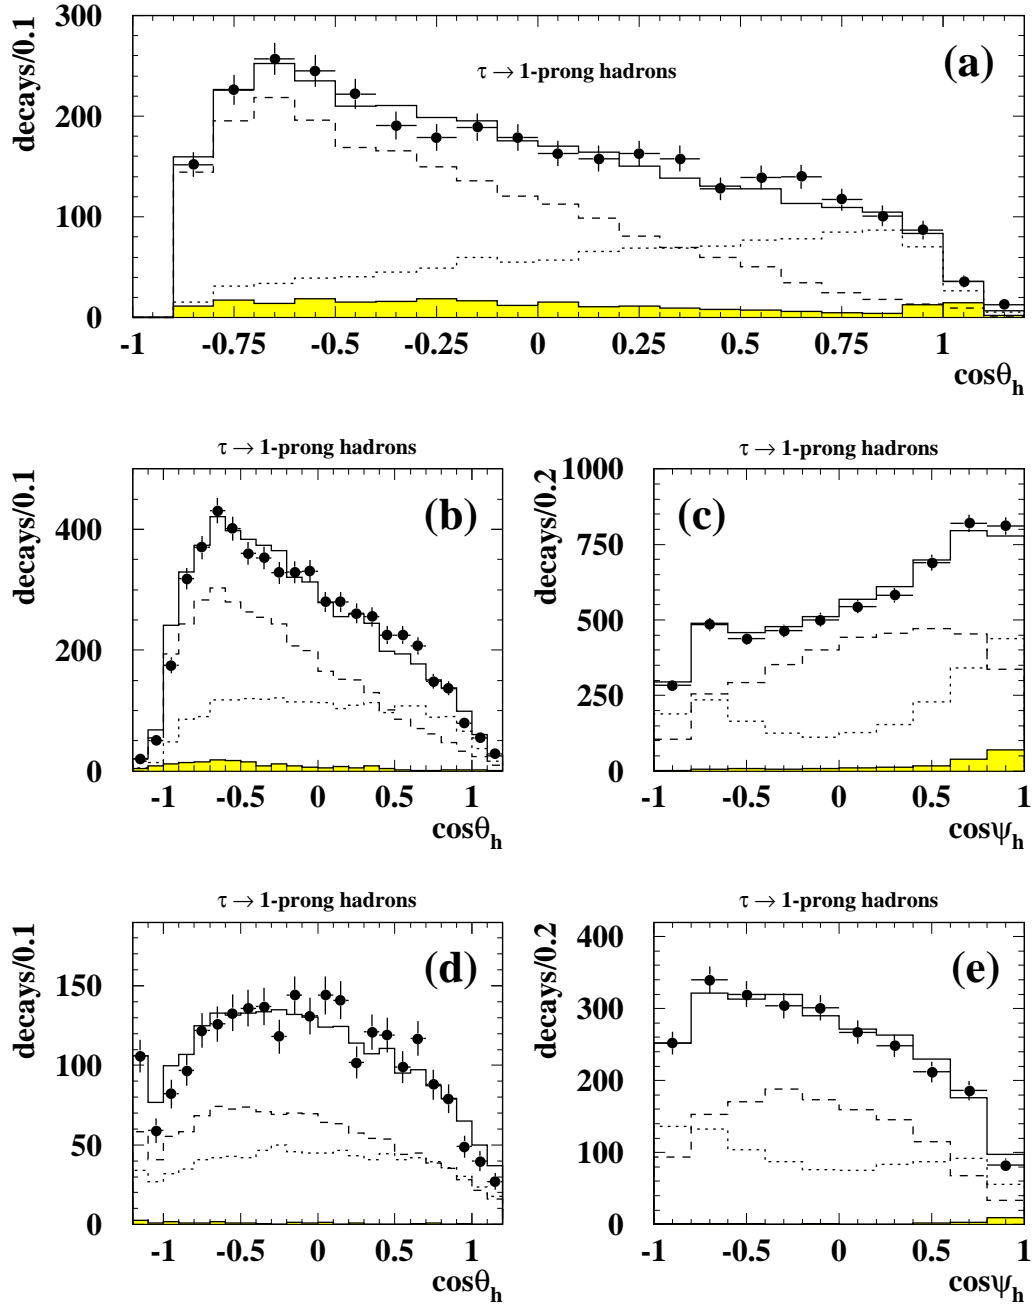 decays/0.1
300
200
100
0
τ → 1-prong hadrons
(a)
-1 -0.75 -0.5 -0.25 0 0.25 0.5 0.75 1
cosθh
τ → 1-prong hadrons
decays/0.1
400
200
0
(b)
-1 -0.5 0 0.5 1
cosθh
τ → 1-prong hadrons
decays/0.2
1000
750
500
250
0
(c)
-1 -0.5 0 0.5 1
cosψh
τ → 1-prong hadrons
decays/0.1
150
100
50
0
(d)
-1 -0.5 0 0.5 1
cosθh
τ → 1-prong hadrons
decays/0.2
400
300
200
100
0
(e)
-1 -0.5 0 0.5 1
cosψh